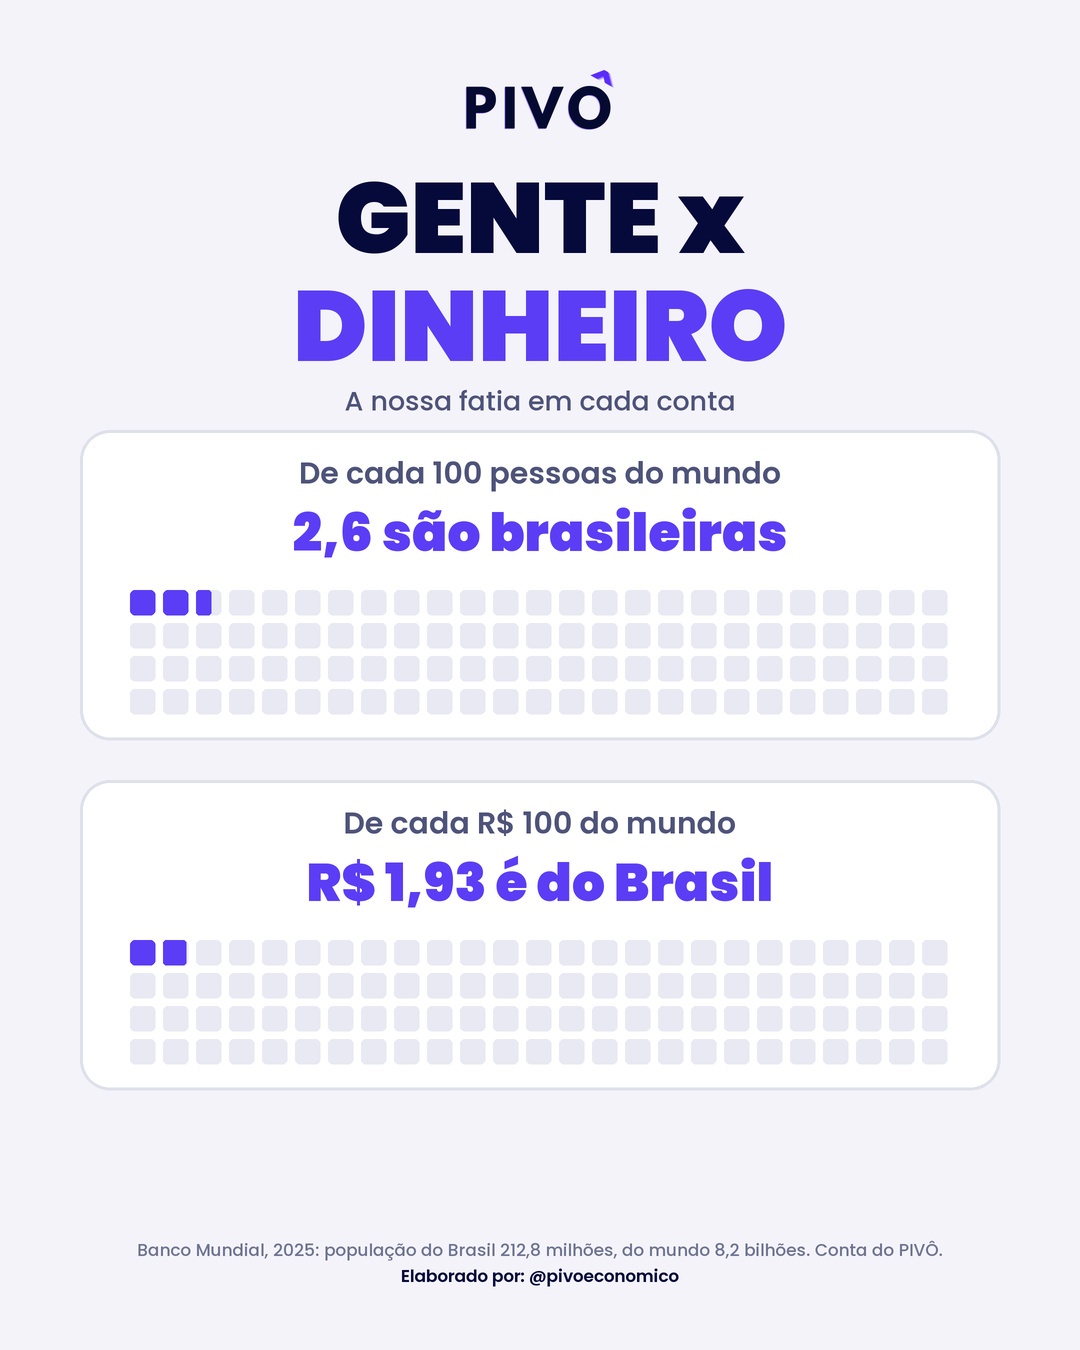 PIVÔ
GENTE x
DINHEIRO
A nossa fatia em cada conta
De cada 100 pessoas do mundo
2,6 são brasileiras
De cada R$ 100 do mundo
R$ 1,93 é do Brasil
Banco Mundial, 2025: população do Brasil 212,8 milhões, do mundo 8,2 bilhões. Conta do PIVÔ.
Elaborado por: @pivoeconomico